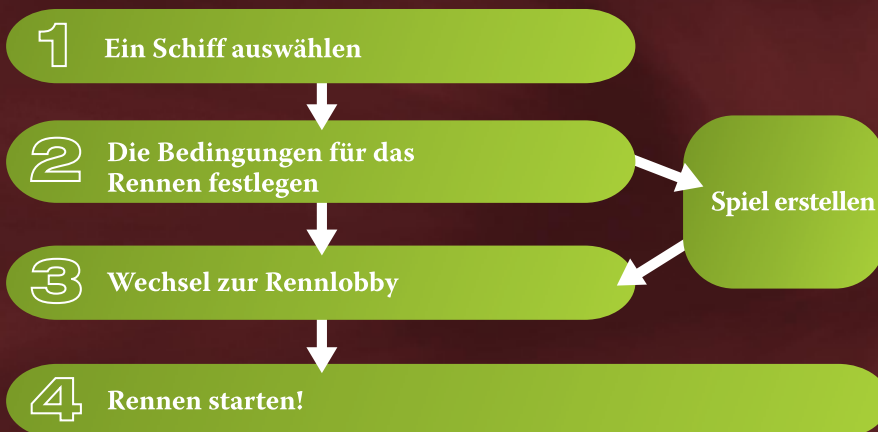 1 Ein Schiff auswählen
2 Die Bedingungen für das
Rennen festlegen
Spiel erstellen
3 Wechsel zur Rennlobby
4 Rennen starten!